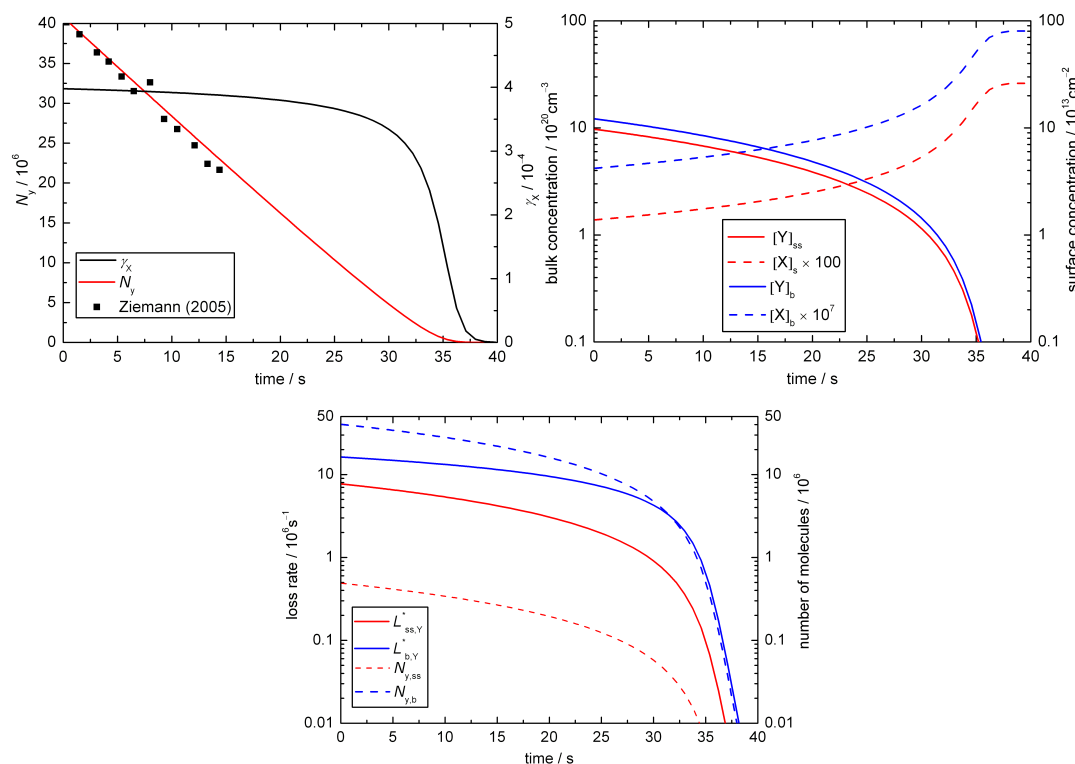 40
35
30
25
20
15
10
5
0
N_y / 10^6
5
4
3
2
1
0
γ_X / 10^-4
γ_X
N_y
Ziemann (2005)
0 5 10 15 20 25 30 35 40
time / s
100
10
1
0.1
bulk concentration / 10^20 cm^-3
100
10
1
0.1
surface concentration / 10^13 cm^-2
[Y]_ss
[X]_s × 100
[Y]_b
[X]_b × 10^7
0 5 10 15 20 25 30 35 40
time / s
50
10
1
0.1
0.01
loss rate / 10^6 s^-1
50
10
1
0.1
0.01
number of molecules / 10^6
L^*_ss,Y
L^*_b,Y
N_y,ss
N_y,b
0 5 10 15 20 25 30 35 40
time / s